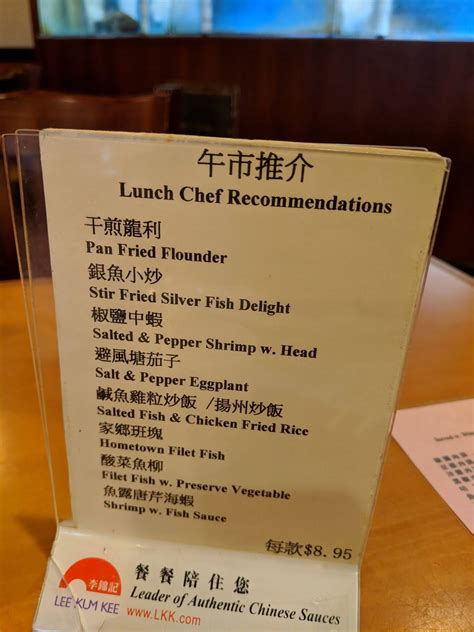 午市推介
Lunch Chef Recommendations
干煎龍利
Pan Fried Flounder
銀魚小炒
Stir Fried Silver Fish Delight
椒鹽中蝦
Salted & Pepper Shrimp w. Head
避風塘茄子
Salt & Pepper Eggplant
鹹魚雞粒炒飯 /揚州炒飯
Salted Fish & Chicken Fried Rice
家鄉班塊
Hometown Filet Fish
酸菜魚柳
Filet Fish w. Preserve Vegetable
魚露唐芹海蝦
Shrimp w. Fish Sauce
每款$8.95
李錦記
LEE KUM KEE
餐餐陪住您
Leader of Authentic Chinese Sauces
www.LKK.com